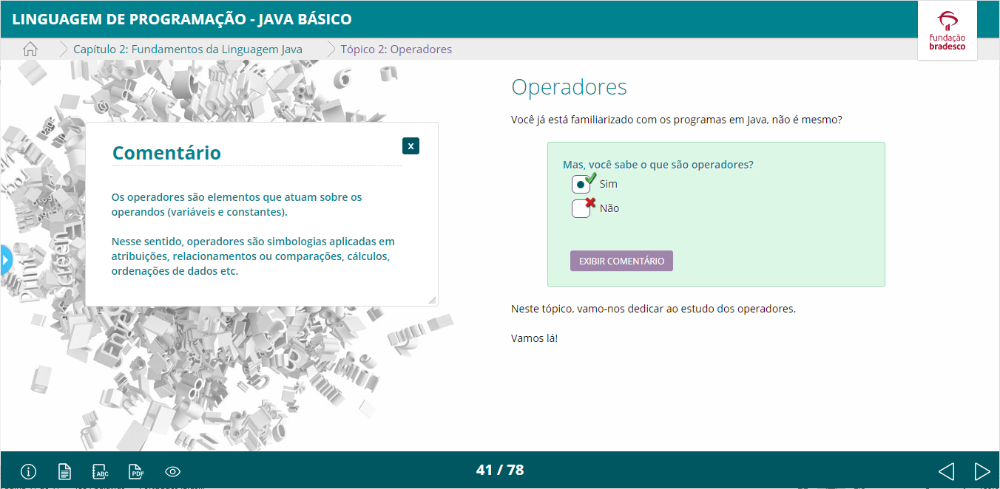 LINGUAGEM DE PROGRAMAÇÃO - JAVA BÁSICO
fundação
bradesco
Capítulo 2: Fundamentos da Linguagem Java
Tópico 2: Operadores
Comentário
x
Os operadores são elementos que atuam sobre os
operandos (variáveis e constantes).
Nesse sentido, operadores são simbologias aplicadas em
atribuições, relacionamentos ou comparações, cálculos,
ordenações de dados etc.
Print
Screen
Operadores
Você já está familiarizado com os programas em Java, não é mesmo?
Mas, você sabe o que são operadores?
Sim
Não
EXIBIR COMENTÁRIO
Neste tópico, vamo-nos dedicar ao estudo dos operadores.
Vamos lá!
ABC
PDF
41 / 78